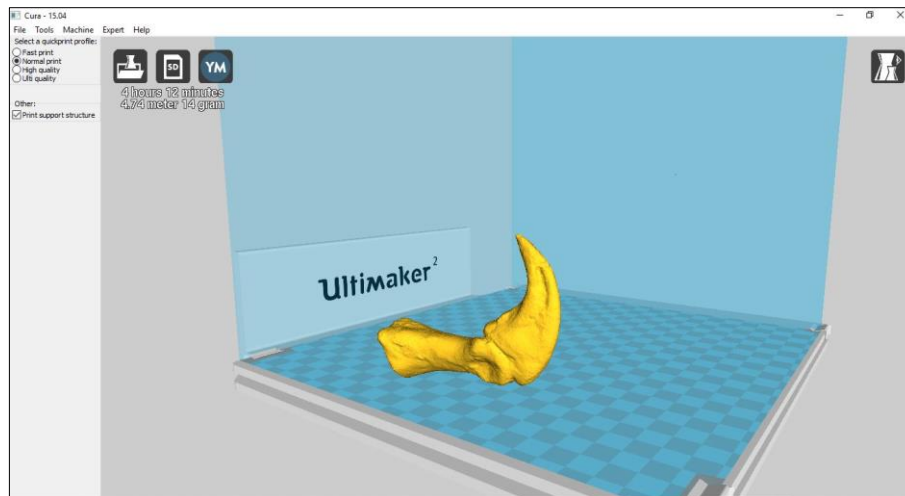 Cura - 15.04
File Tools Machine Expert Help
Select a quickprint profile:
Fast print
Normal print
High quality
Ulti quality
Other:
Print support structure
SD
YM
4 hours 12 minutes
4.74 meter 14 gram
Ultimaker²